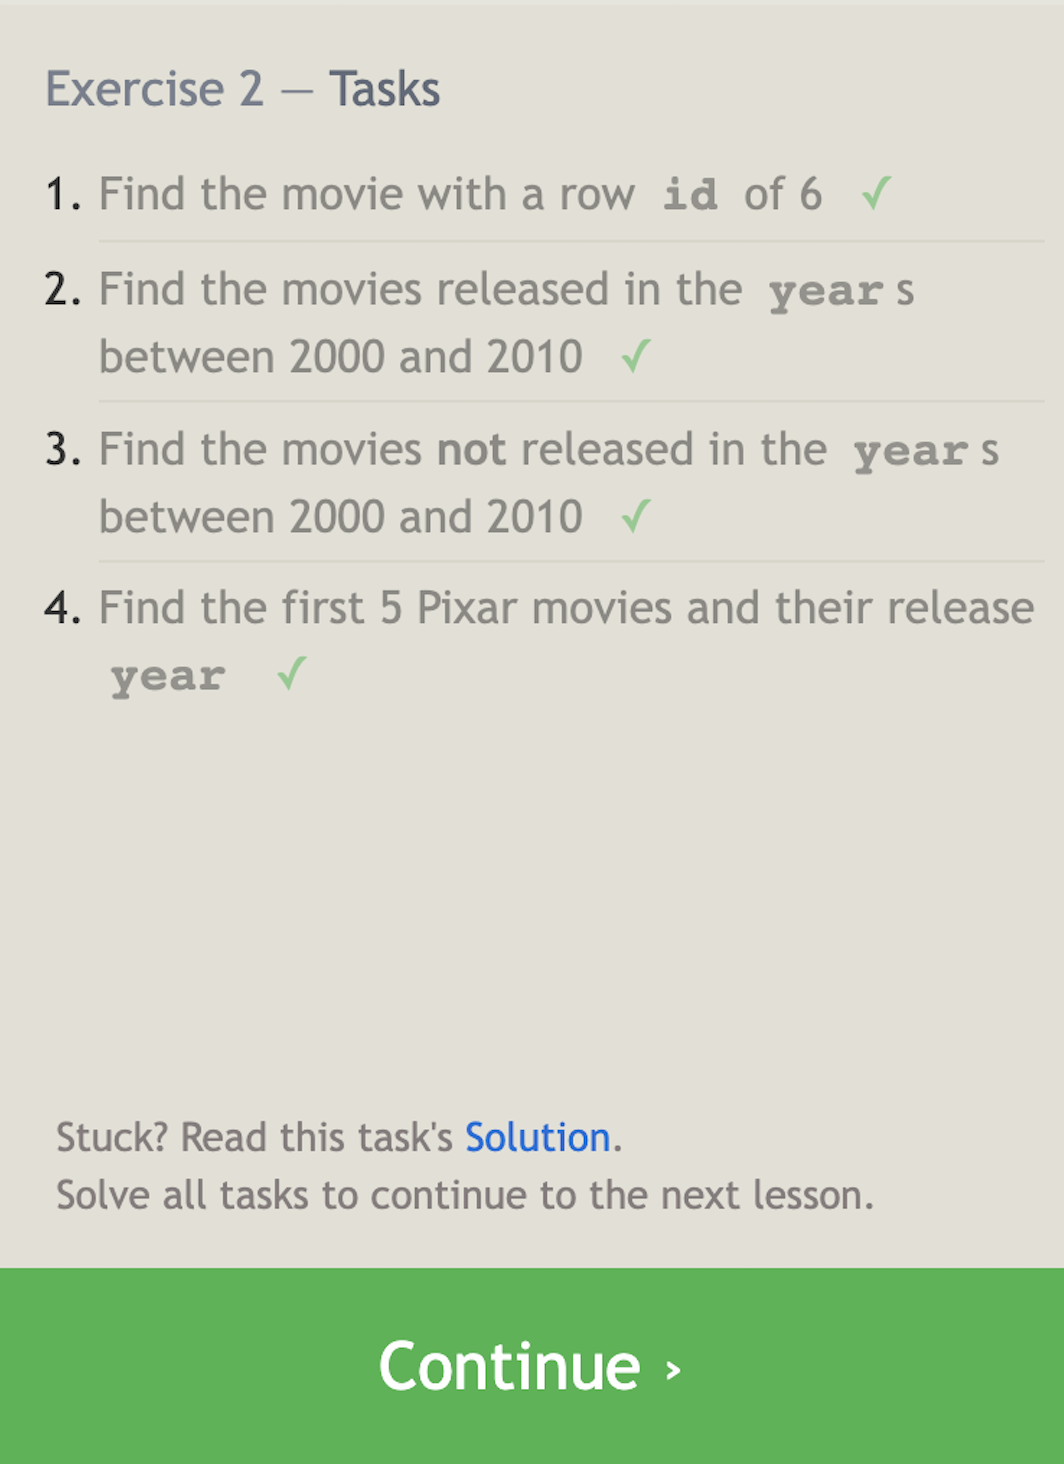 Exercise 2 — Tasks
1. Find the movie with a row id of 6 ✓
2. Find the movies released in the year s
between 2000 and 2010 ✓
3. Find the movies not released in the year s
between 2000 and 2010 ✓
4. Find the first 5 Pixar movies and their release
year ✓
Stuck? Read this task's Solution.
Solve all tasks to continue to the next lesson.
Continue ›